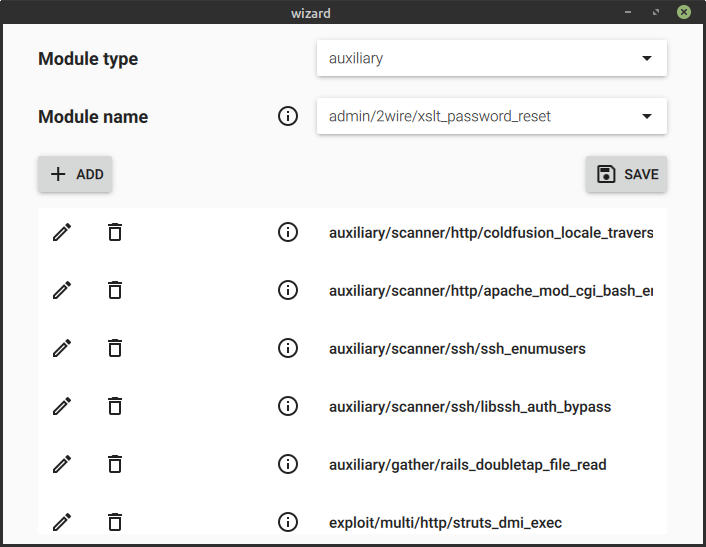 wizard
Module type
auxiliary
Module name
admin/2wire/xslt_password_reset
ADD
SAVE
auxiliary/scanner/http/coldfusion_locale_travers
auxiliary/scanner/http/apache_mod_cgi_bash_en
auxiliary/scanner/ssh/ssh_enumusers
auxiliary/scanner/ssh/libssh_auth_bypass
auxiliary/gather/rails_doubletap_file_read
exploit/multi/http/struts_dmi_exec